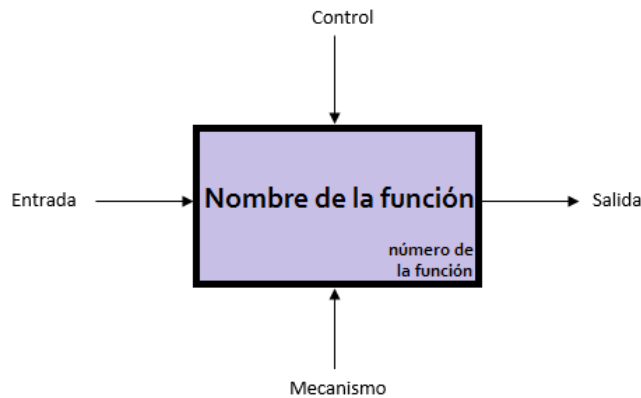 Control
Entrada
Nombre de la función
Salida
número de
la función
Mecanismo